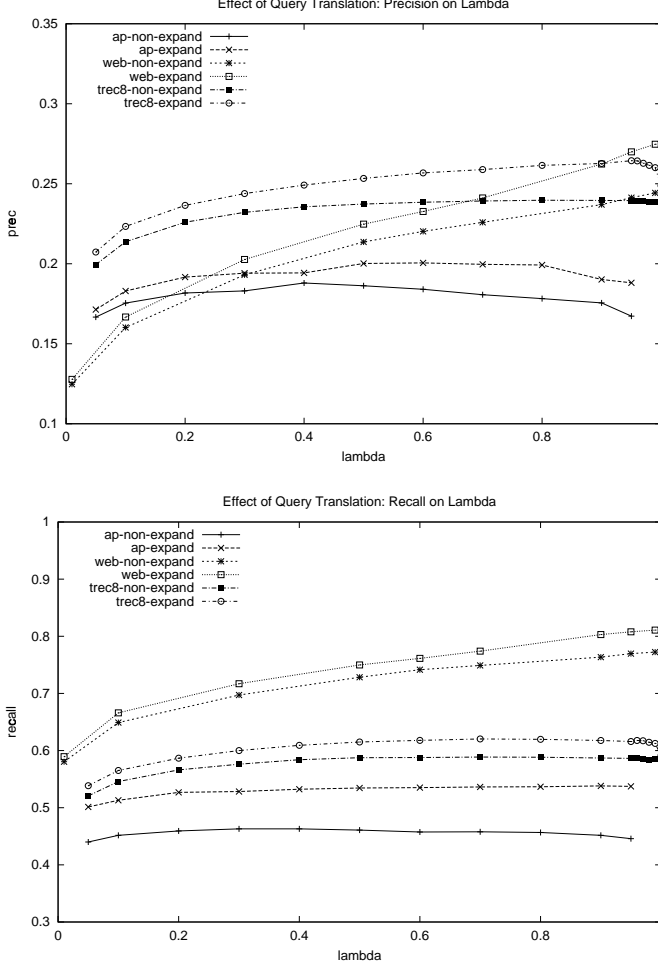 Effect of Query Translation: Precision on Lambda
0.35
0.3
0.25
0.2
0.15
0.1
prec
ap-non-expand
ap-expand
web-non-expand
web-expand
trec8-non-expand
trec8-expand
0 0.2 0.4 0.6 0.8
lambda
Effect of Query Translation: Recall on Lambda
1
0.9
0.8
0.7
0.6
0.5
0.4
0.3
recall
ap-non-expand
ap-expand
web-non-expand
web-expand
trec8-non-expand
trec8-expand
0 0.2 0.4 0.6 0.8
lambda